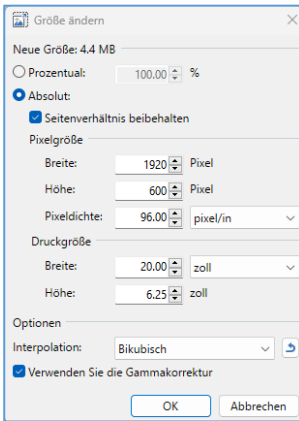 Größe ändern
Neue Größe: 4.4 MB
Prozentual: 100.00 %
Absolut:
Seitenverhältnis beibehalten
Pixelgröße
Breite: 1920 Pixel
Höhe: 600 Pixel
Pixeldichte: 96.00 pixel/in
Druckgröße
Breite: 20.00 zoll
Höhe: 6.25 zoll
Optionen
Interpolation: Bikubisch
Verwenden Sie die Gammakorrektur
OK Abbrechen